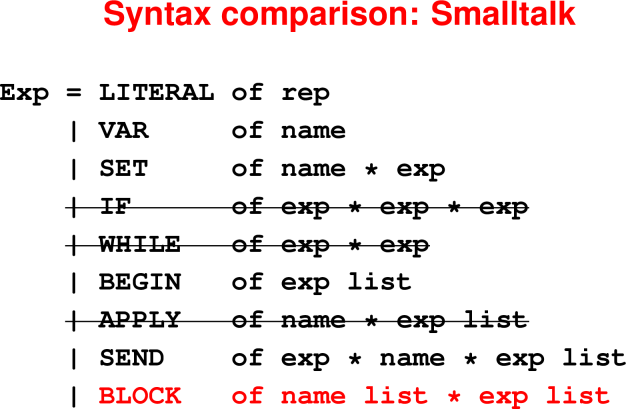 Syntax comparison: Smalltalk
Exp = LITERAL of rep
| VAR of name
| SET of name * exp
| IF of exp * exp * exp
| WHILE of exp * exp
| BEGIN of exp list
| APPLY of name * exp list
| SEND of exp * name * exp list
| BLOCK of name list * exp list